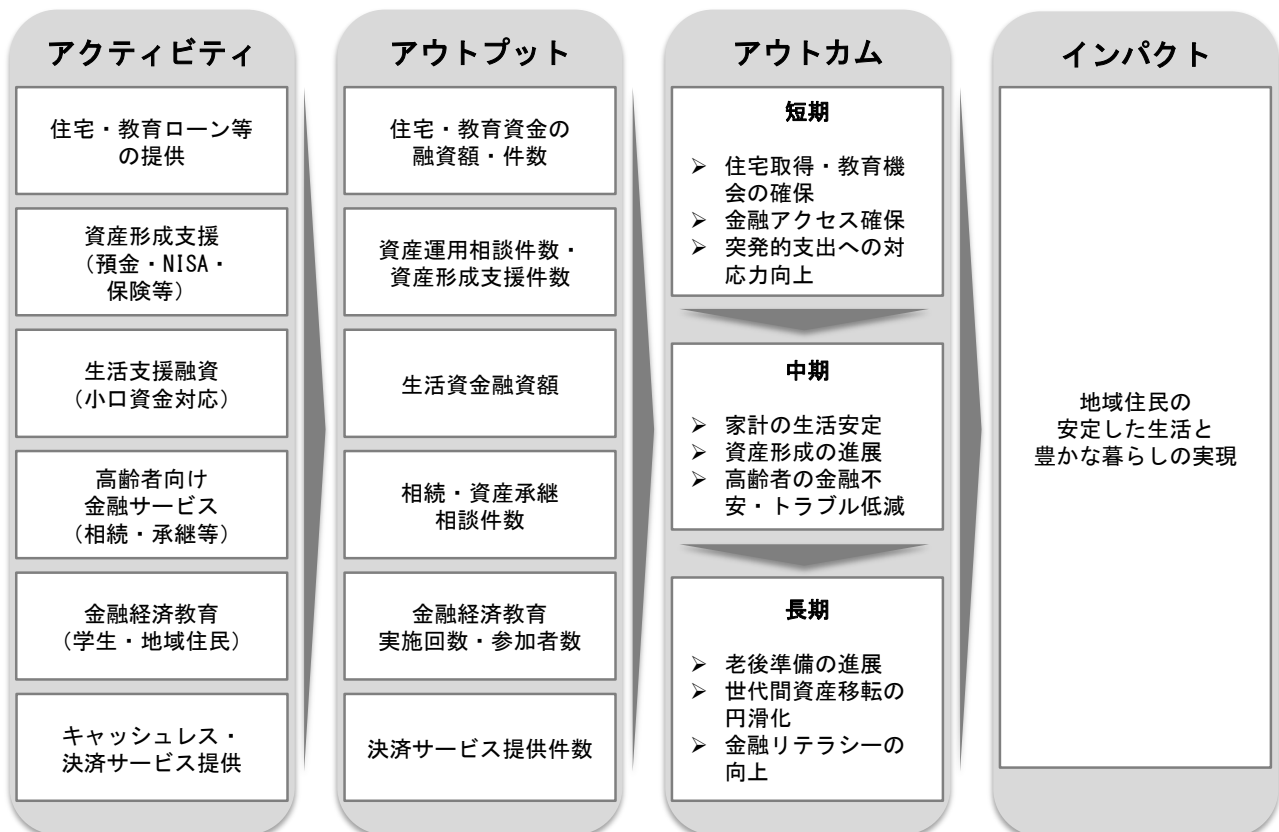 アクティビティ
住宅・教育ローン等
の提供
資産形成支援
（預金・NISA・
保険等）
生活支援融資
（小口資金対応）
高齢者向け
金融サービス
（相続・承継等）
金融経済教育
（学生・地域住民）
キャッシュレス・
決済サービス提供
アウトプット
住宅・教育資金の
融資額・件数
資産運用相談件数・
資産形成支援件数
生活資金融資額
相続・資産承継
相談件数
金融経済教育
実施回数・参加者数
決済サービス提供件数
アウトカム
短期
➢ 住宅取得・教育機
会の確保
➢ 金融アクセス確保
➢ 突発的支出への対
応力向上
中期
➢ 家計の生活安定
➢ 資産形成の進展
➢ 高齢者の金融不
安・トラブル低減
長期
➢ 老後準備の進展
➢ 世代間資産移転の
円滑化
➢ 金融リテラシーの
向上
インパクト
地域住民の
安定した生活と
豊かな暮らしの実現